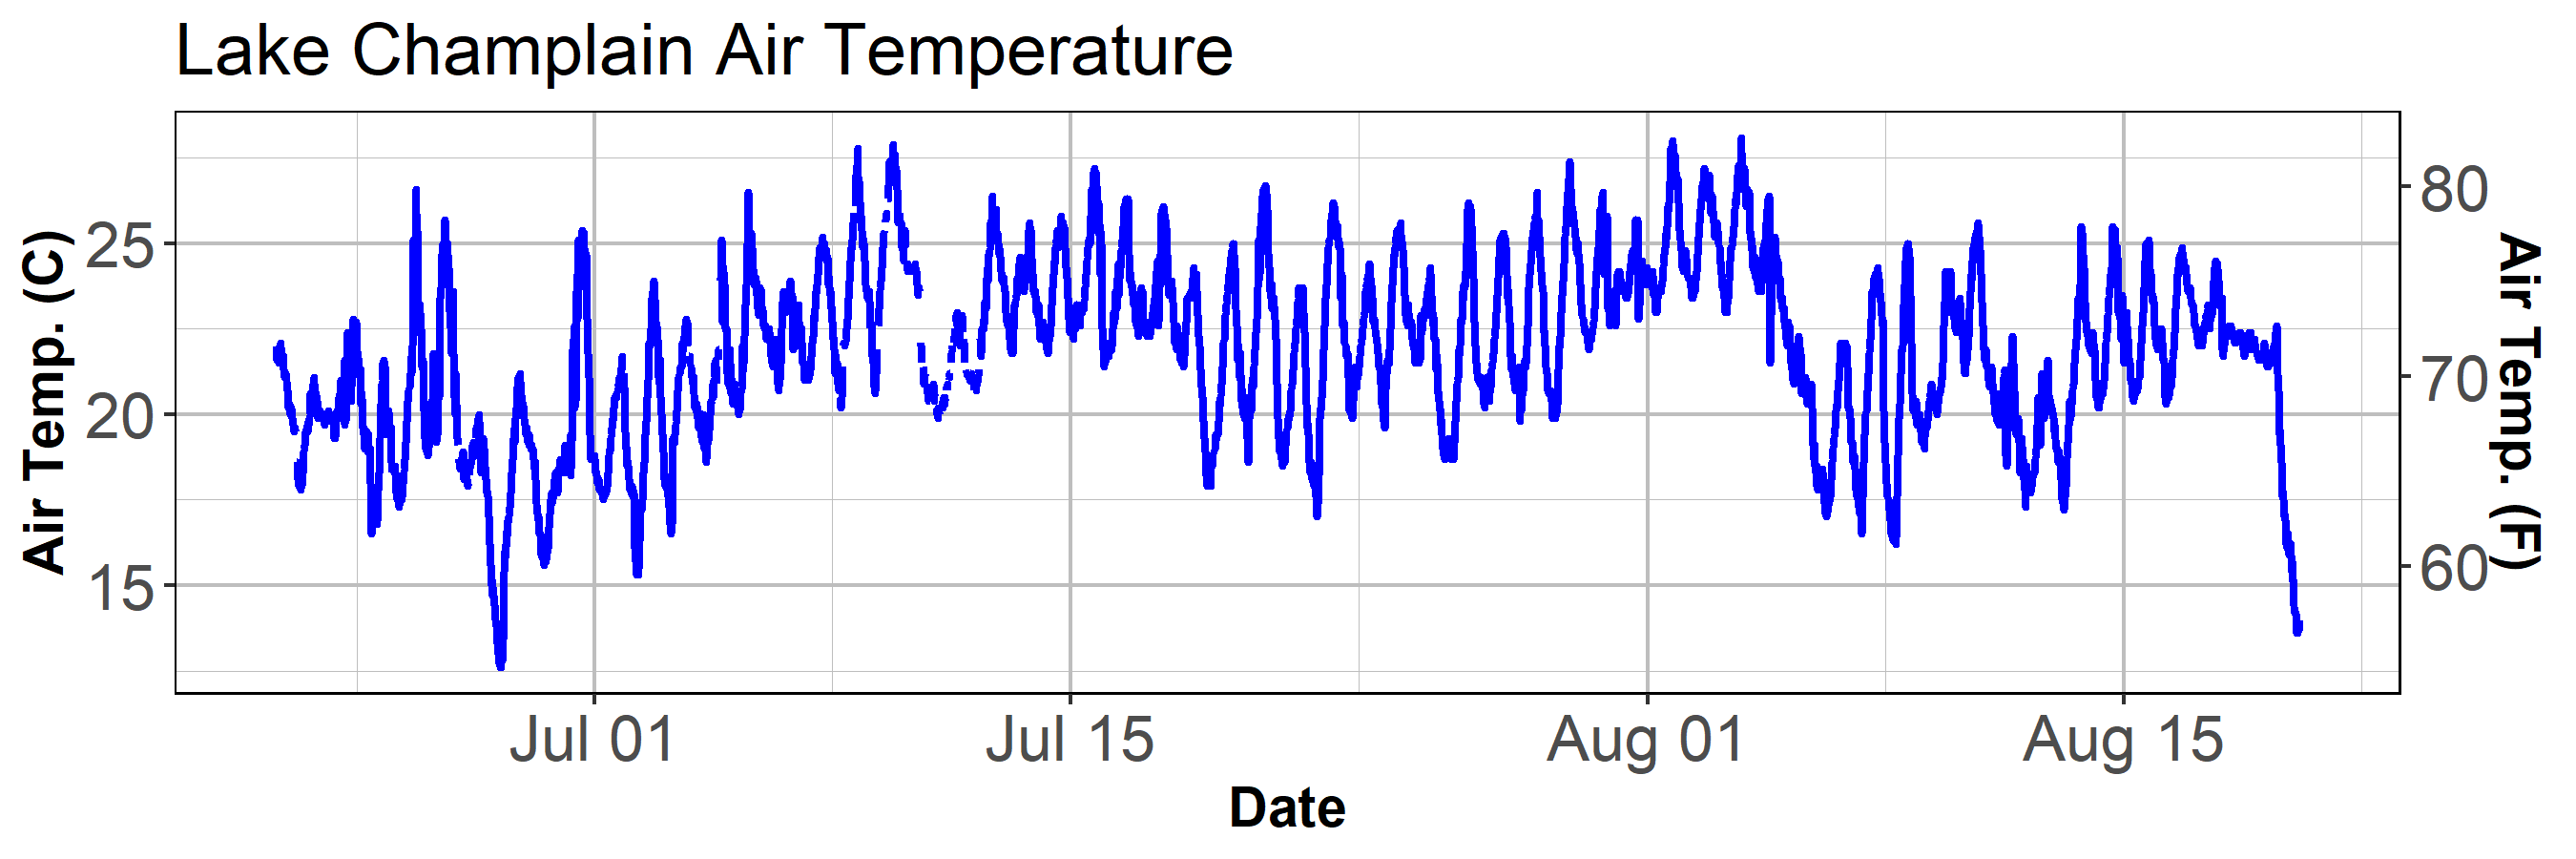 Lake Champlain Air Temperature
Air Temp. (C)
25
20
15
80
70
60
Air Temp. (F)
Jul 01
Jul 15
Aug 01
Aug 15
Date